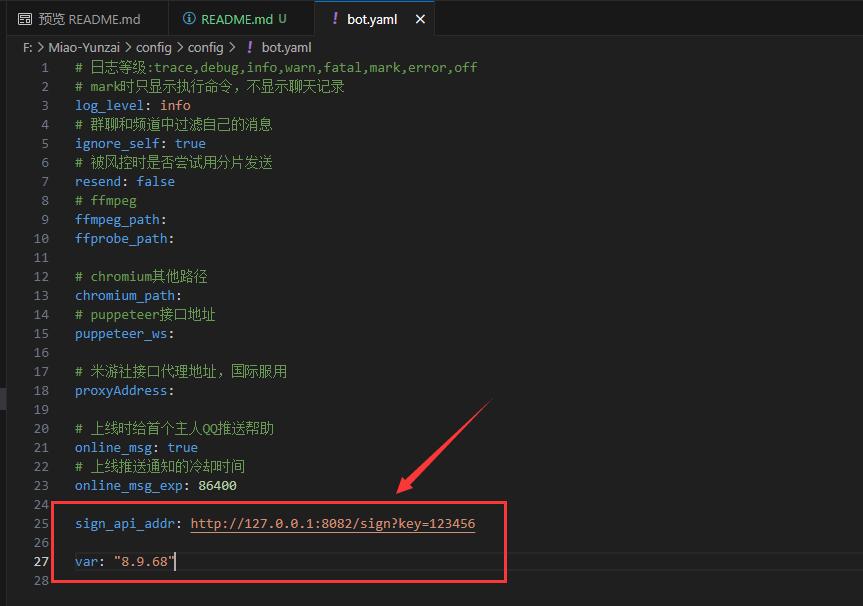 预览 README.md
README.md U
! bot.yaml ×
F: > Miao-Yunzai > config > config > ! bot.yaml
1 # 日志等级:trace,debug,info,warn,fatal,mark,error,off
2 # mark时只显示执行命令，不显示聊天记录
3 log_level: info
4 # 群聊和频道中过滤自己的消息
5 ignore_self: true
6 # 被风控时是否尝试用分片发送
7 resend: false
8 # ffmpeg
9 ffmpeg_path:
10 ffprobe_path:
11
12 # chromium其他路径
13 chromium_path:
14 # puppeteer接口地址
15 puppeteer_ws:
16
17 # 米游社接口代理地址，国际服用
18 proxyAddress:
19
20 # 上线时给首个主人QQ推送帮助
21 online_msg: true
22 # 上线推送通知的冷却时间
23 online_msg_exp: 86400
24
25 sign_api_addr: http://127.0.0.1:8082/sign?key=123456
26
27 var: "8.9.68"
28